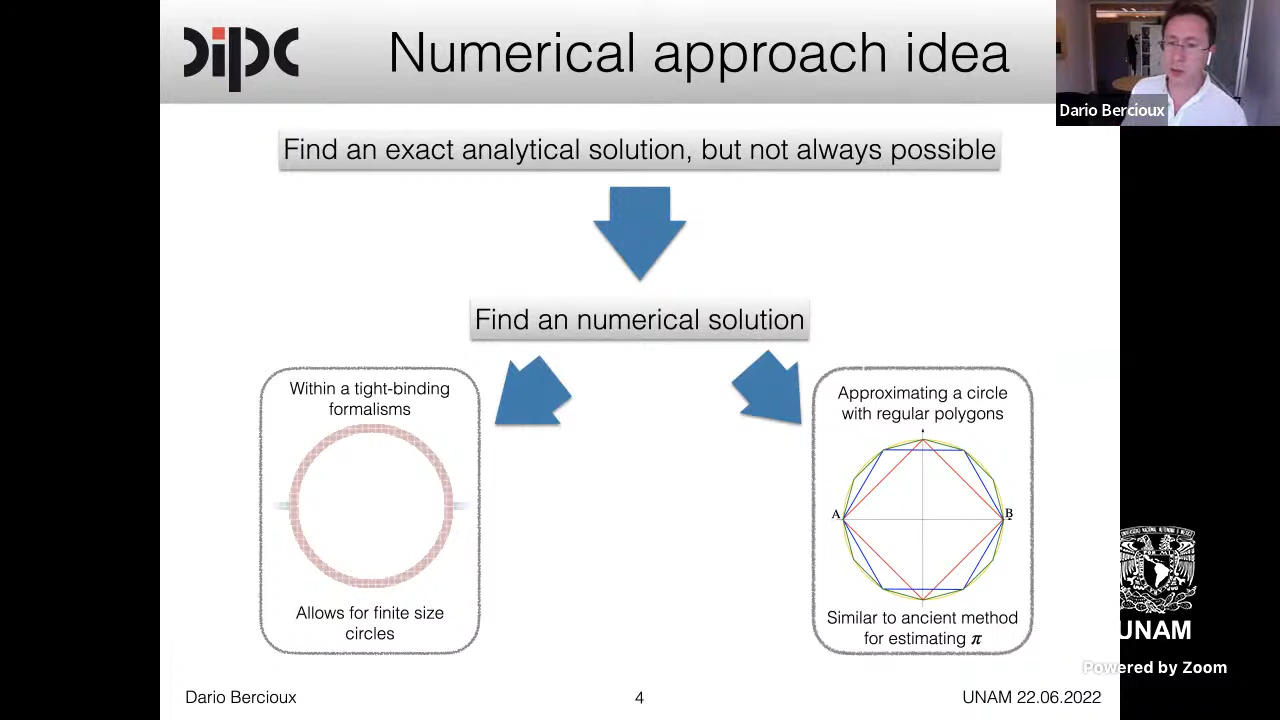 dipc
Numerical approach idea
Dario Bercioux
Find an exact analytical solution, but not always possible
Find an numerical solution
Within a tight-binding
formalisms
Allows for finite size
circles
Approximating a circle
with regular polygons
A
B
Similar to ancient method
for estimating π
UNAM
Powered by Zoom
Dario Bercioux
4
UNAM 22.06.2022